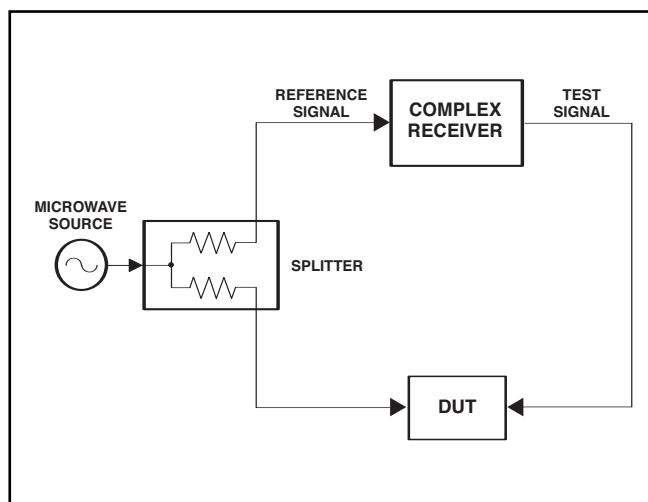 REFERENCE
SIGNAL
COMPLEX
RECEIVER
TEST
SIGNAL
MICROWAVE
SOURCE
SPLITTER
DUT